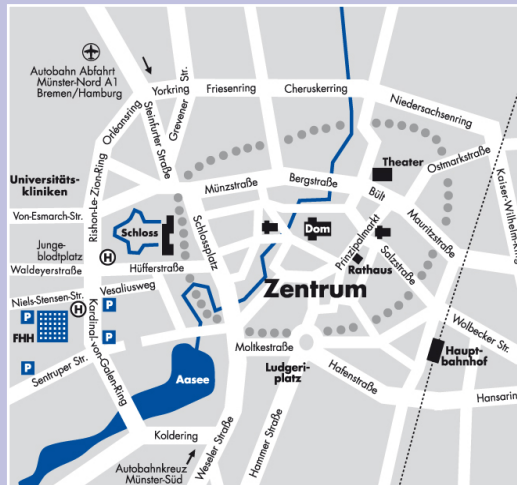 Autobahn Abfahrt
Münster-Nord A1
Bremen/Hamburg
Orléansring
Yorkring
Steinfurter Straße
Grevener Str.
Friesenring
Cheruskerring
Niedersachsenring
Ostmarkstraße
Kaiser-Wilhelm-Ring
Theater
Universitäts-
kliniken
Rishon-Le-Zion-Ring
Münzstraße
Bergstraße
Bült
Mauritzstraße
Von-Esmarch-Str.
Schloss
Schlossplatz
Dom
Prinzipalmarkt
Salzstraße
Rathaus
Junge-
blodtplatz
H
Waldeyerstraße
Hüfferstraße
Zentrum
Niels-Stensen-Str.
Vesaliusweg
H
P
P
FHH
Kardinal-von-Galen-Ring
P
P
Sentruper Str.
Aasee
Moltkestraße
Ludgeri-
platz
Wolbecker Str.
Haupt-
bahnhof
Hafenstraße
Hansarin
Koldering
Weseler Straße
Hammer Straße
Autobahnkreuz
Münster-Süd